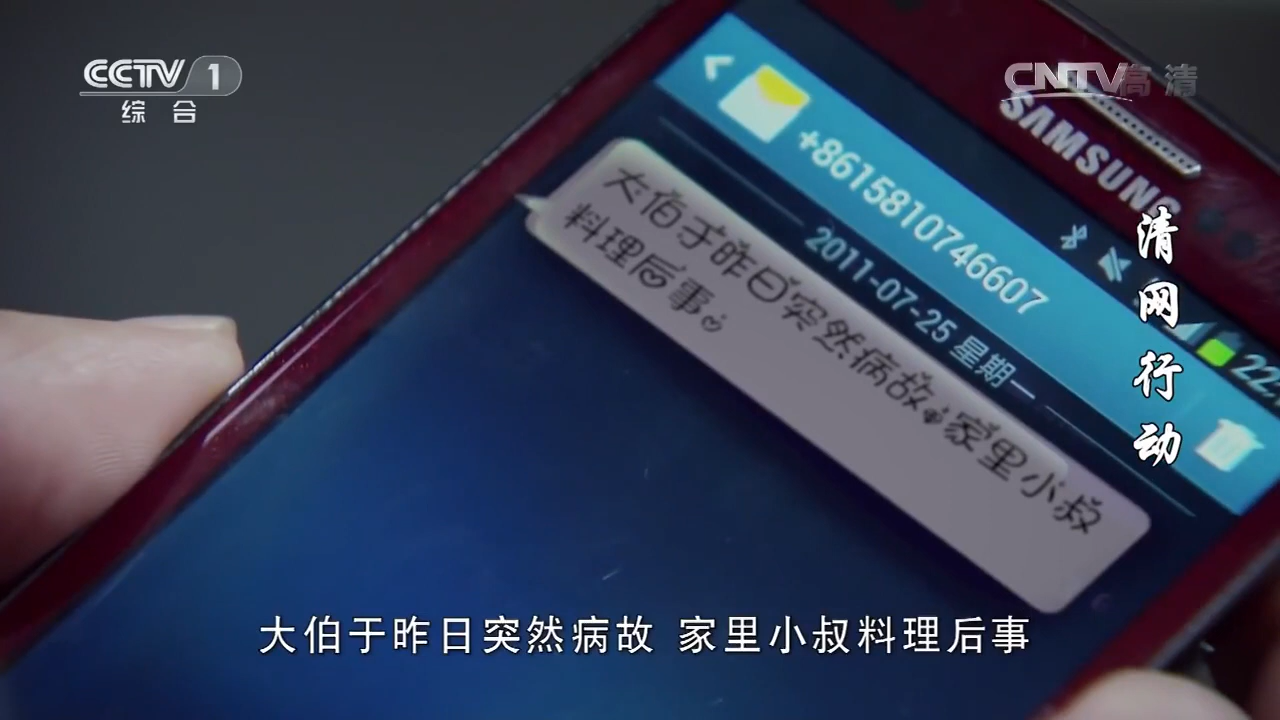 CCTV 1
综合
CNTV高清
SAMSUNG
+8615810746607
2011-07-25 星期一
大伯于昨日突然病故，家里小叔
料理后事。
清网行动
大伯于昨日突然病故 家里小叔料理后事